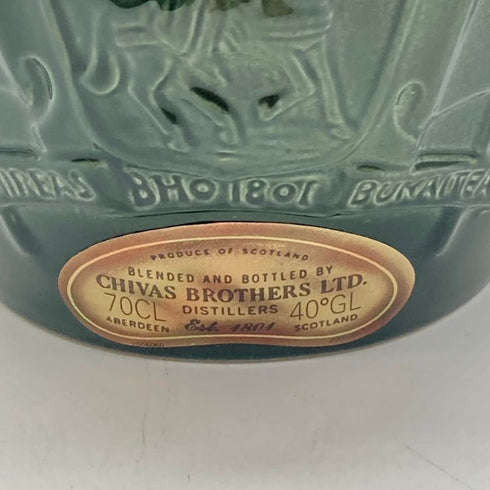 PRODUCE OF SCOTLAND
BLENDED AND BOTTLED BY
CHIVAS BROTHERS LTD.
70CL DISTILLERS 40°GL
ABERDEEN Est. 1801 SCOTLAND